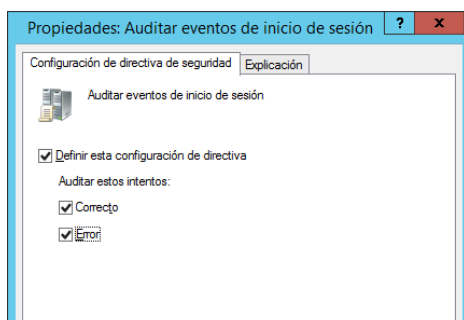 Propiedades: Auditar eventos de inicio de sesión ? x
Configuración de directiva de seguridad Explicación
Auditar eventos de inicio de sesión
Definir esta configuración de directiva
Auditar estos intentos:
Correcto
Error